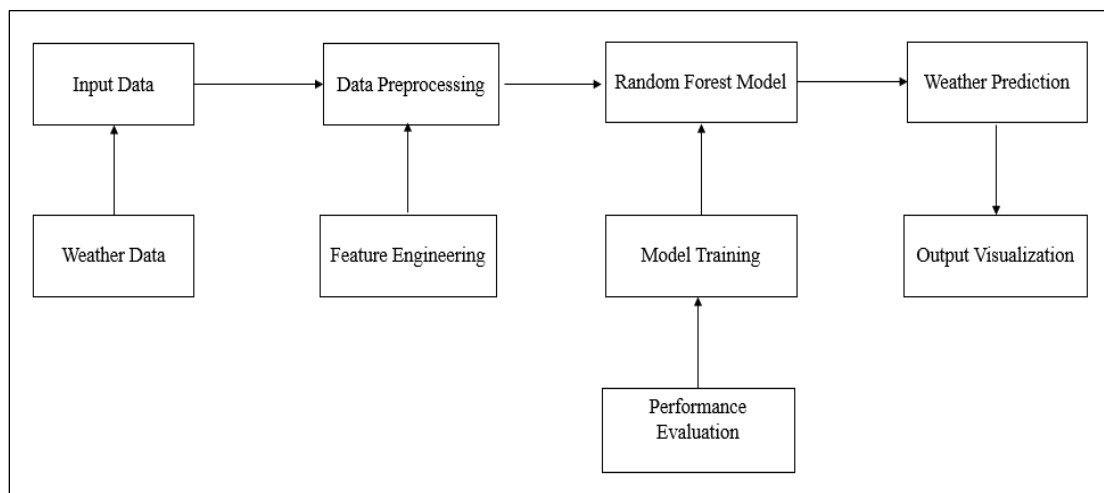 Input Data
Data Preprocessing
Random Forest Model
Weather Prediction
Weather Data
Feature Engineering
Model Training
Output Visualization
Performance
Evaluation